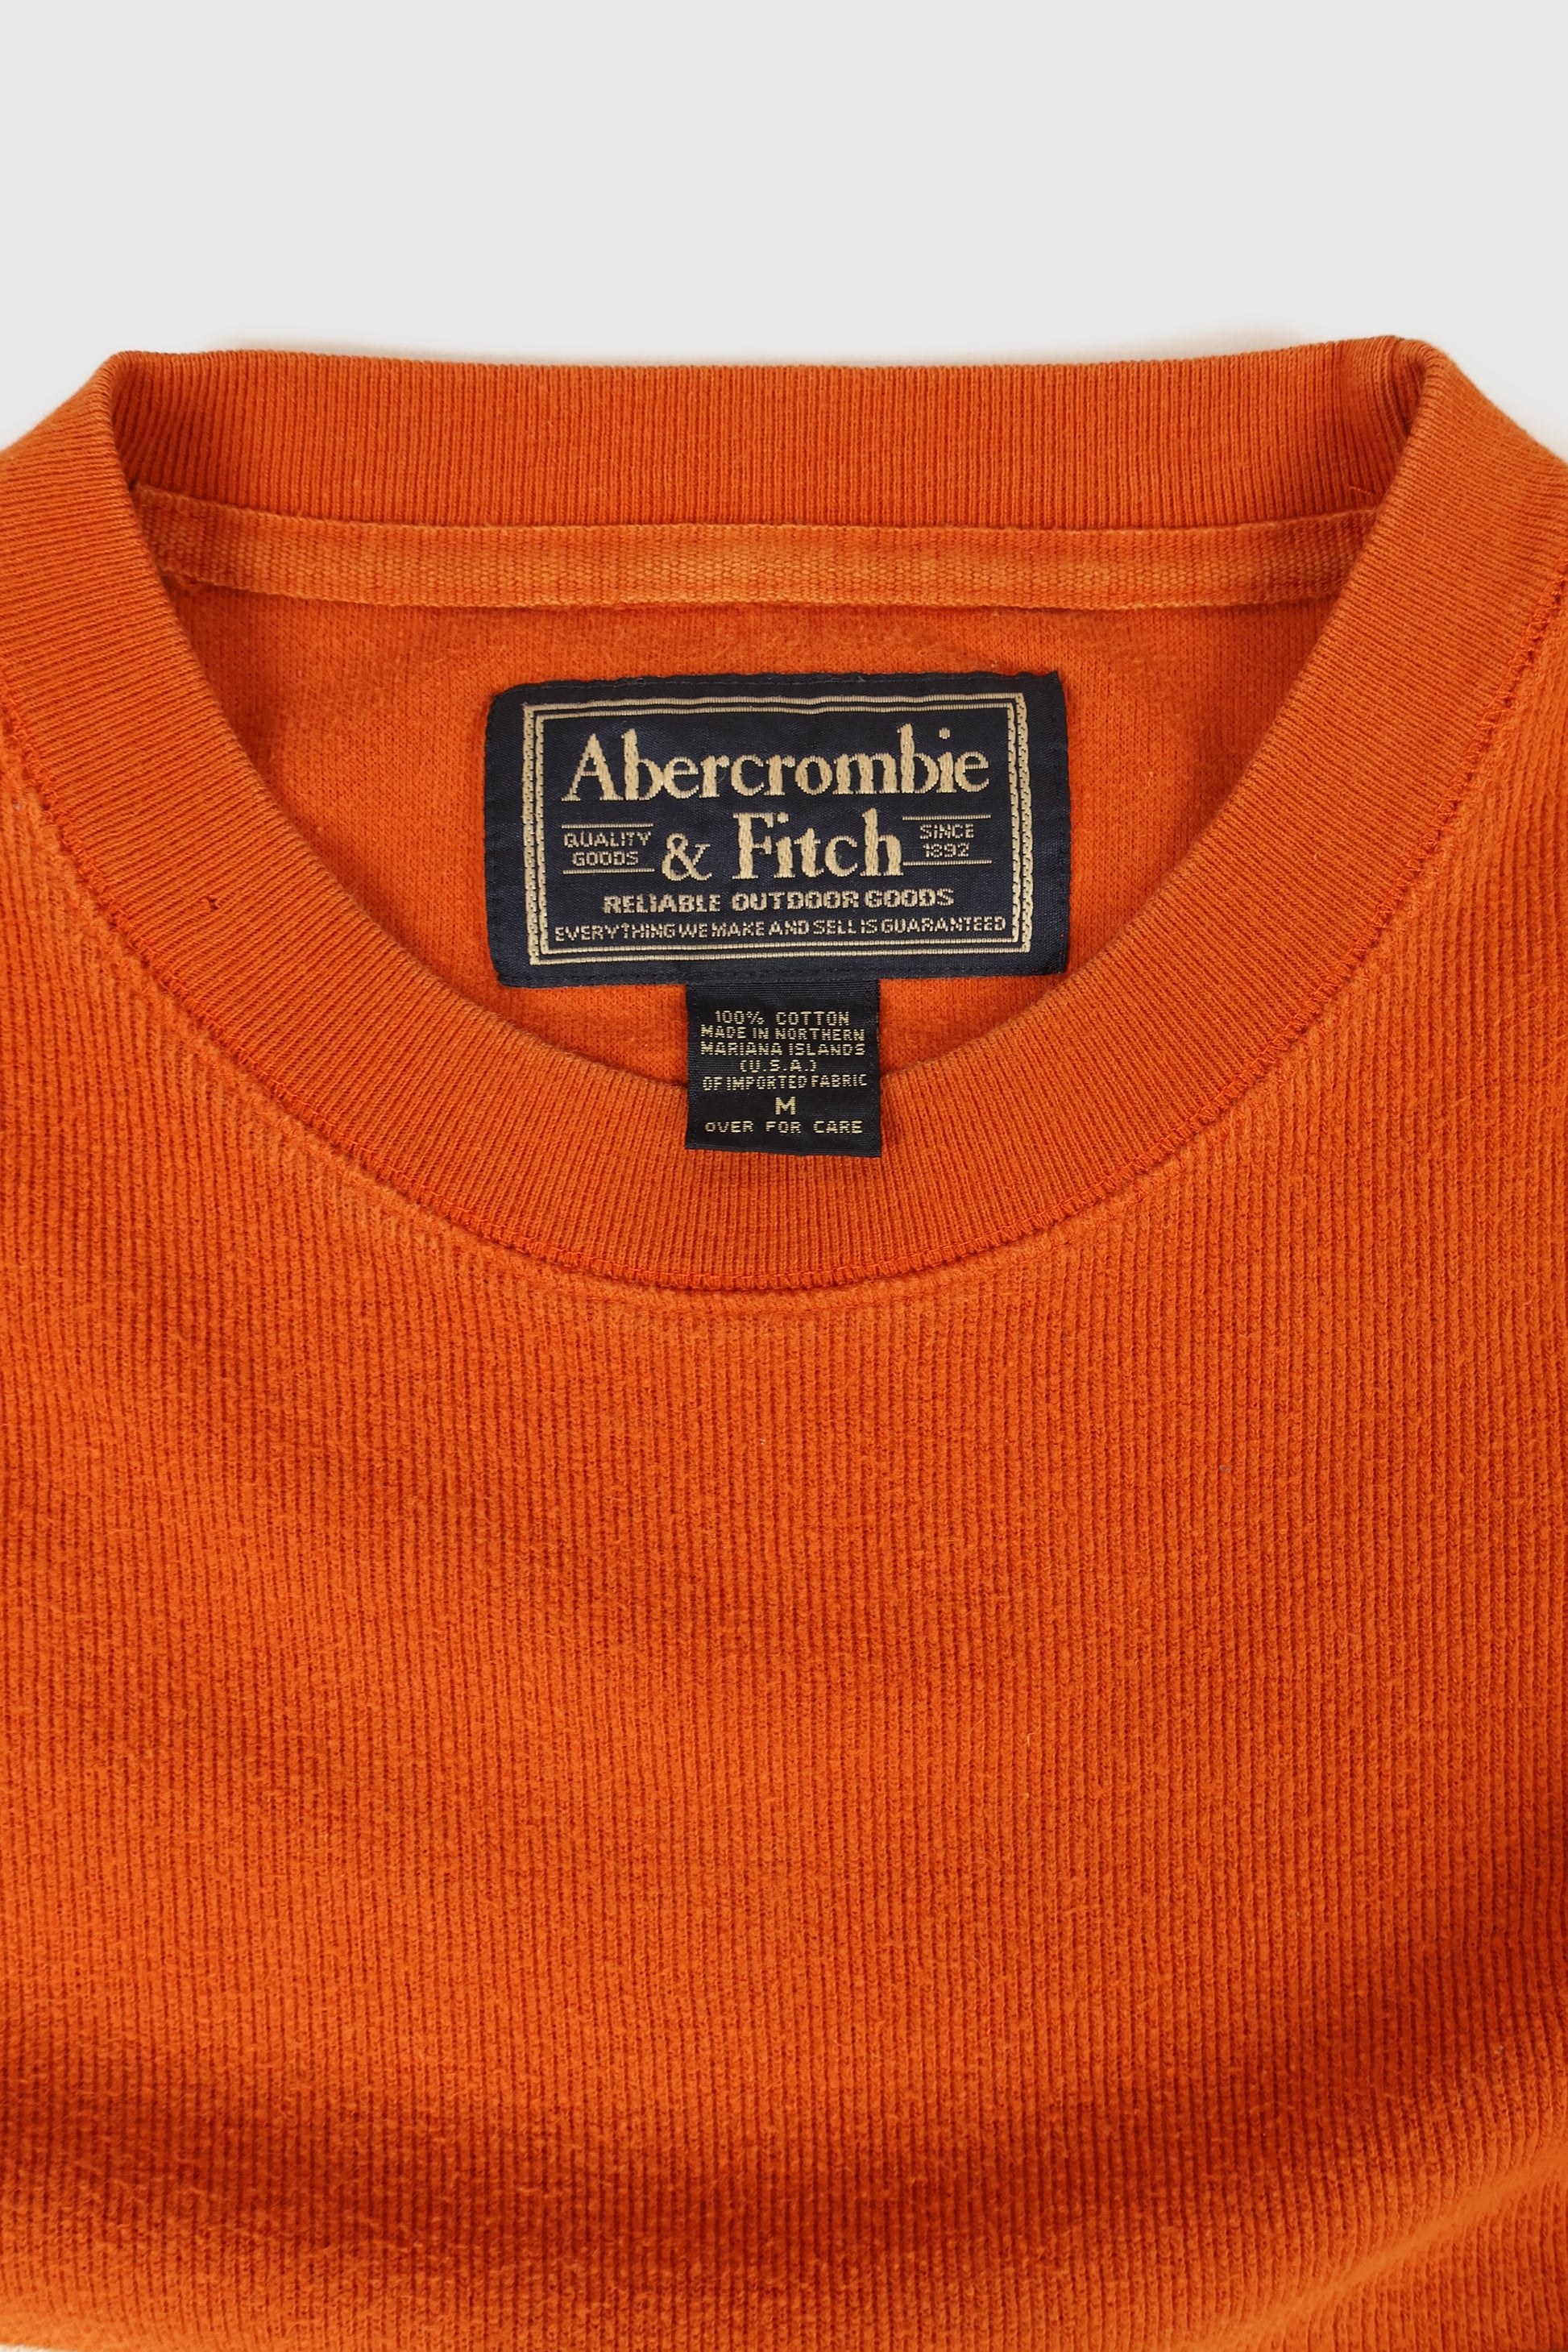 Abercrombie
QUALITY GOODS & Fitch SINCE 1892
RELIABLE OUTDOOR GOODS
EVERYTHING WE MAKE AND SELL IS GUARANTEED
100% COTTON
MADE IN NORTHERN
MARIANA ISLANDS
(U.S.A.)
OF IMPORTED FABRIC
M
OVER FOR CARE